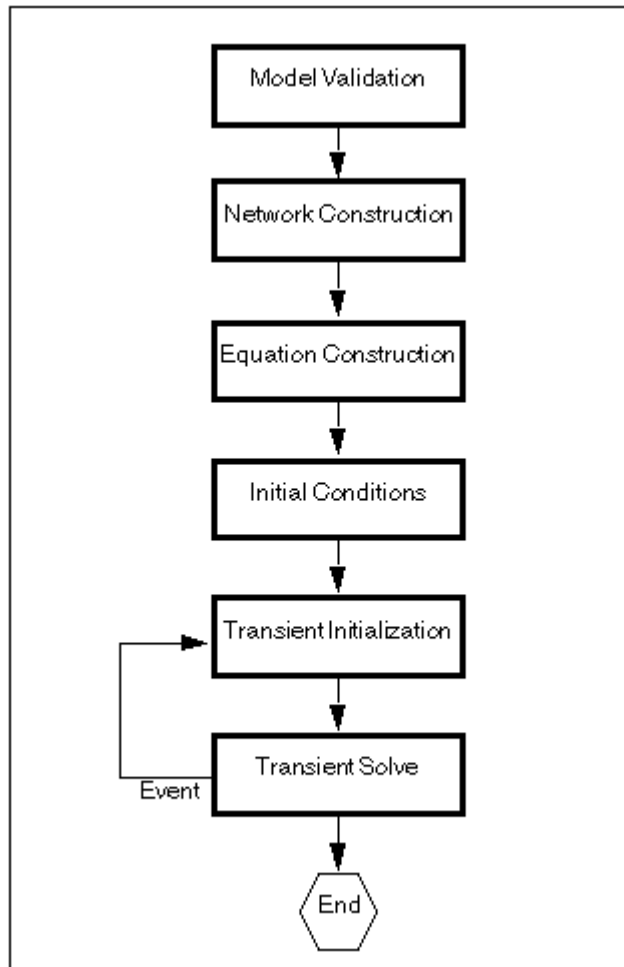 Model Validation
Network Construction
Equation Construction
Initial Conditions
Transient Initialization
Transient Solve
Event
End